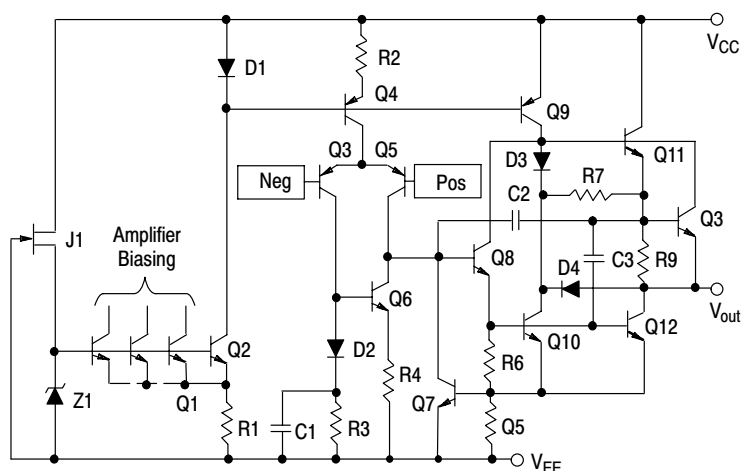 VCC
D1
R2
Q4
Q9
Q3
Q5
D3
Q11
R7
Neg
Pos
C2
Q3
J1
Amplifier
Biasing
Q8
C3
R9
Q6
D4
Vout
Q2
D2
Q10
Q12
Z1
Q1
R4
R6
R1
C1
R3
Q7
Q5
VEE